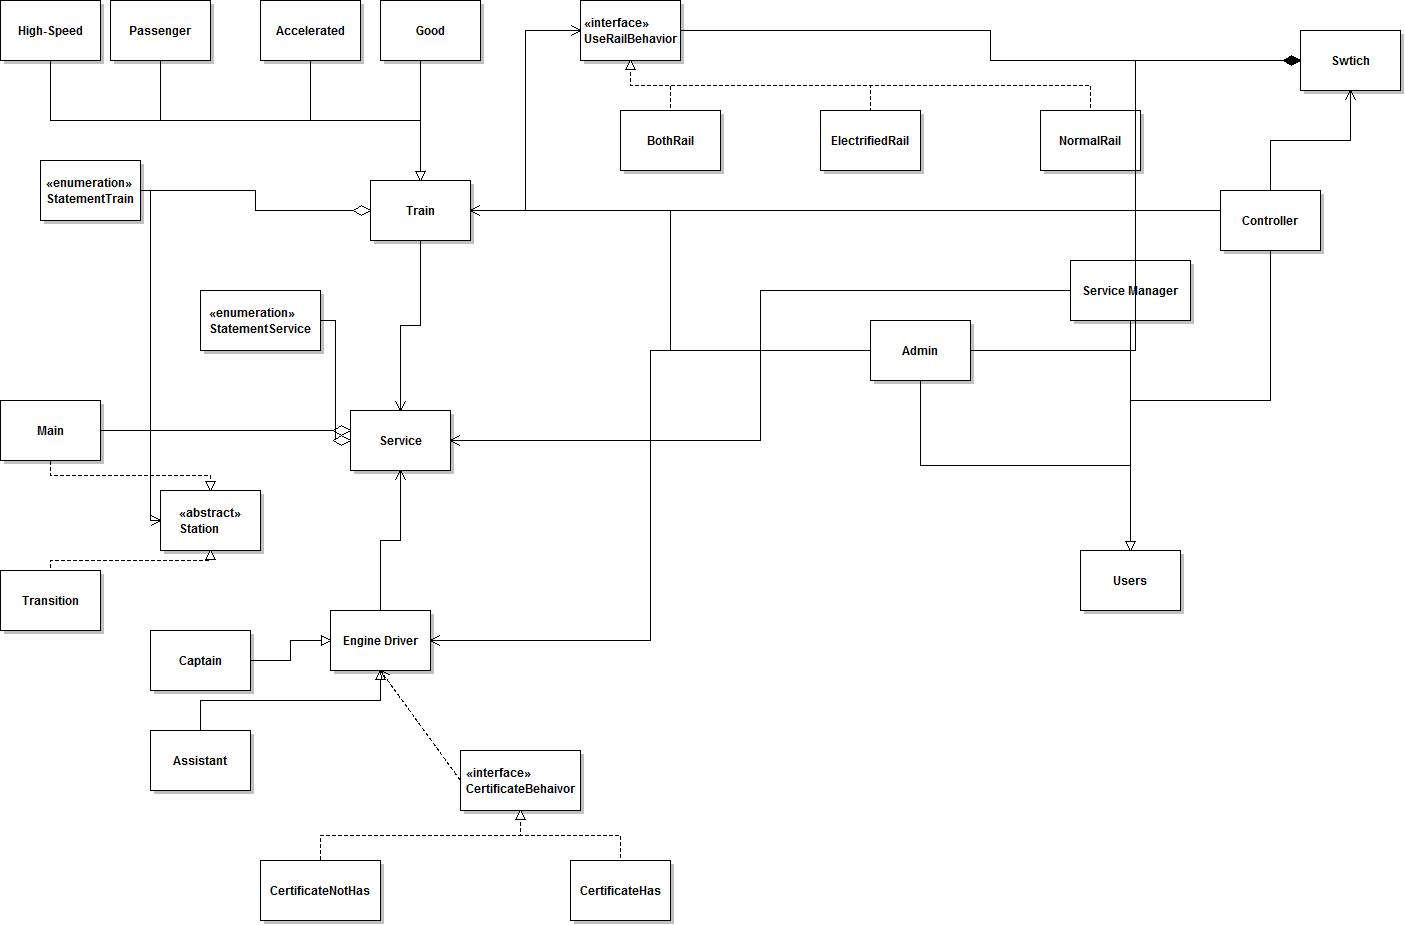 High-Speed
Passenger
Accelerated
Good
«interface»
UseRailBehavior
Swtich
BothRail
ElectrifiedRail
NormalRail
«enumeration»
StatementTrain
Train
Controller
Service Manager
«enumeration»
StatementService
Admin
Main
Service
«abstract»
Station
Users
Transition
Engine Driver
Captain
Assistant
«interface»
CertificateBehaivor
CertificateNotHas
CertificateHas